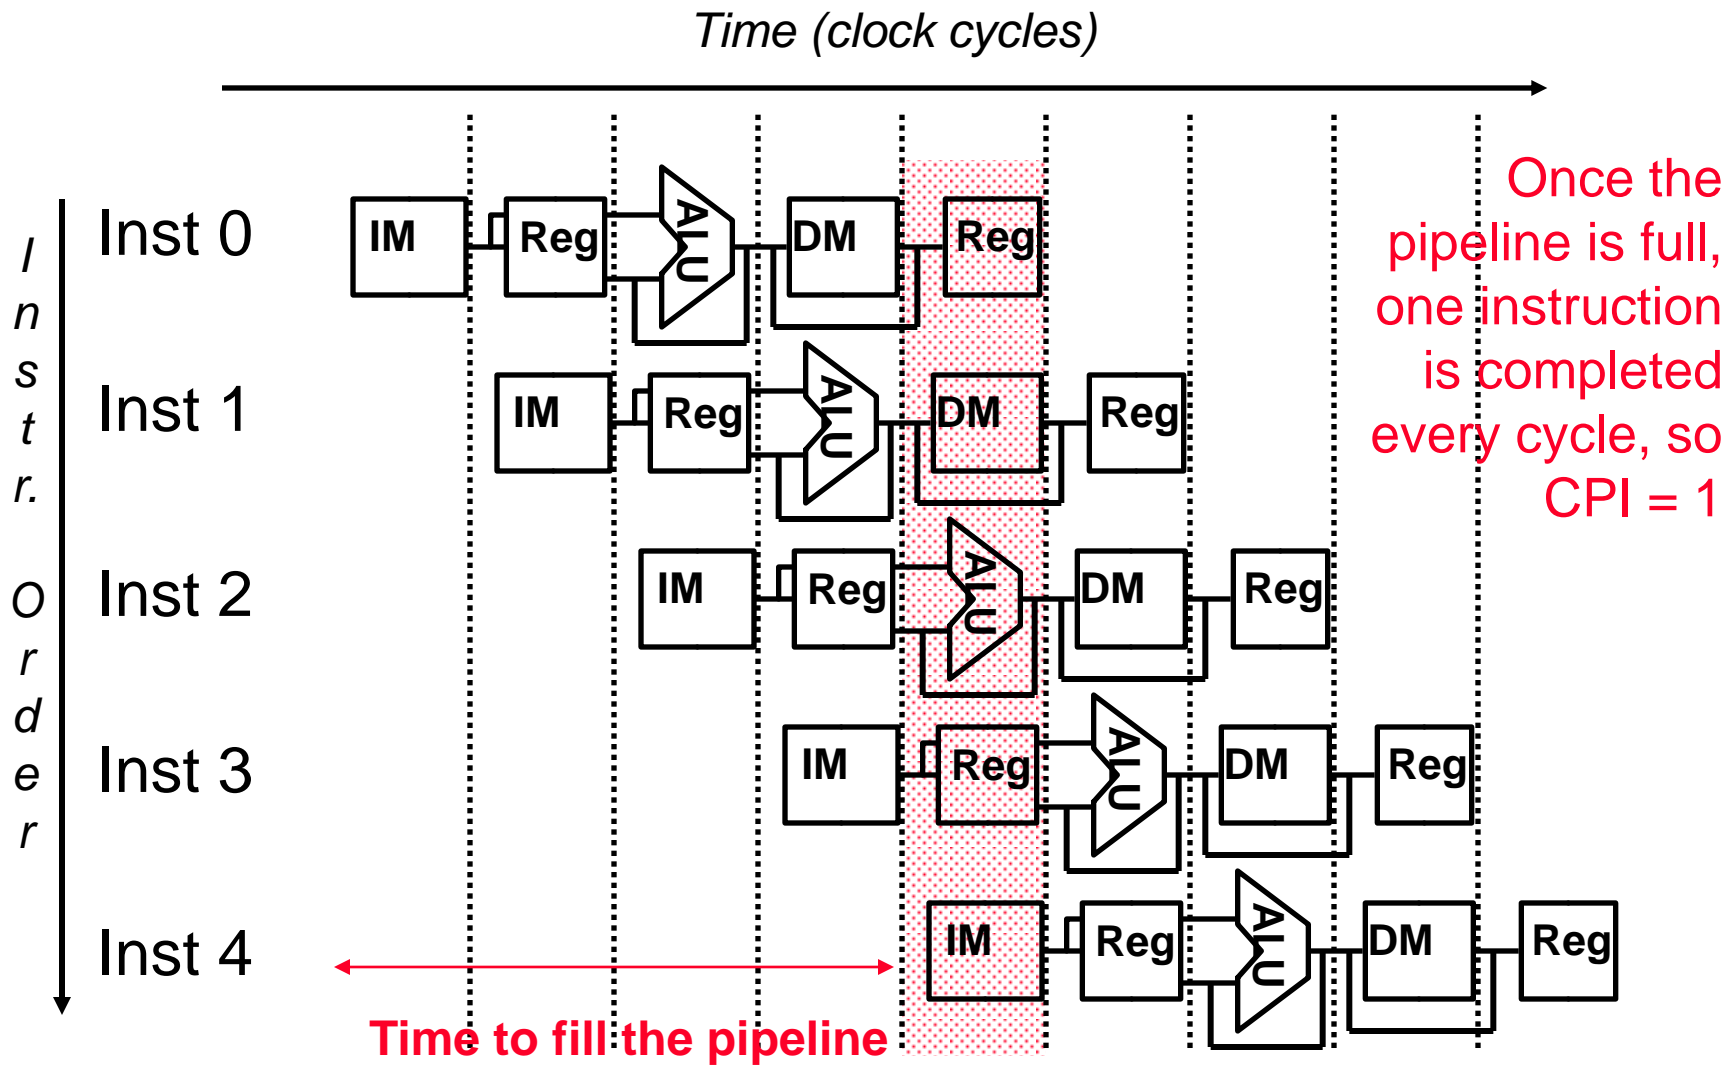 Time (clock cycles)
Instr. Order
Inst 0
IM Reg ALU DM Reg
Inst 1
IM Reg ALU DM Reg
Inst 2
IM Reg ALU DM Reg
Inst 3
IM Reg ALU DM Reg
Inst 4
IM Reg ALU DM Reg
Once the
pipeline is full,
one instruction
is completed
every cycle, so
CPI = 1
Time to fill the pipeline